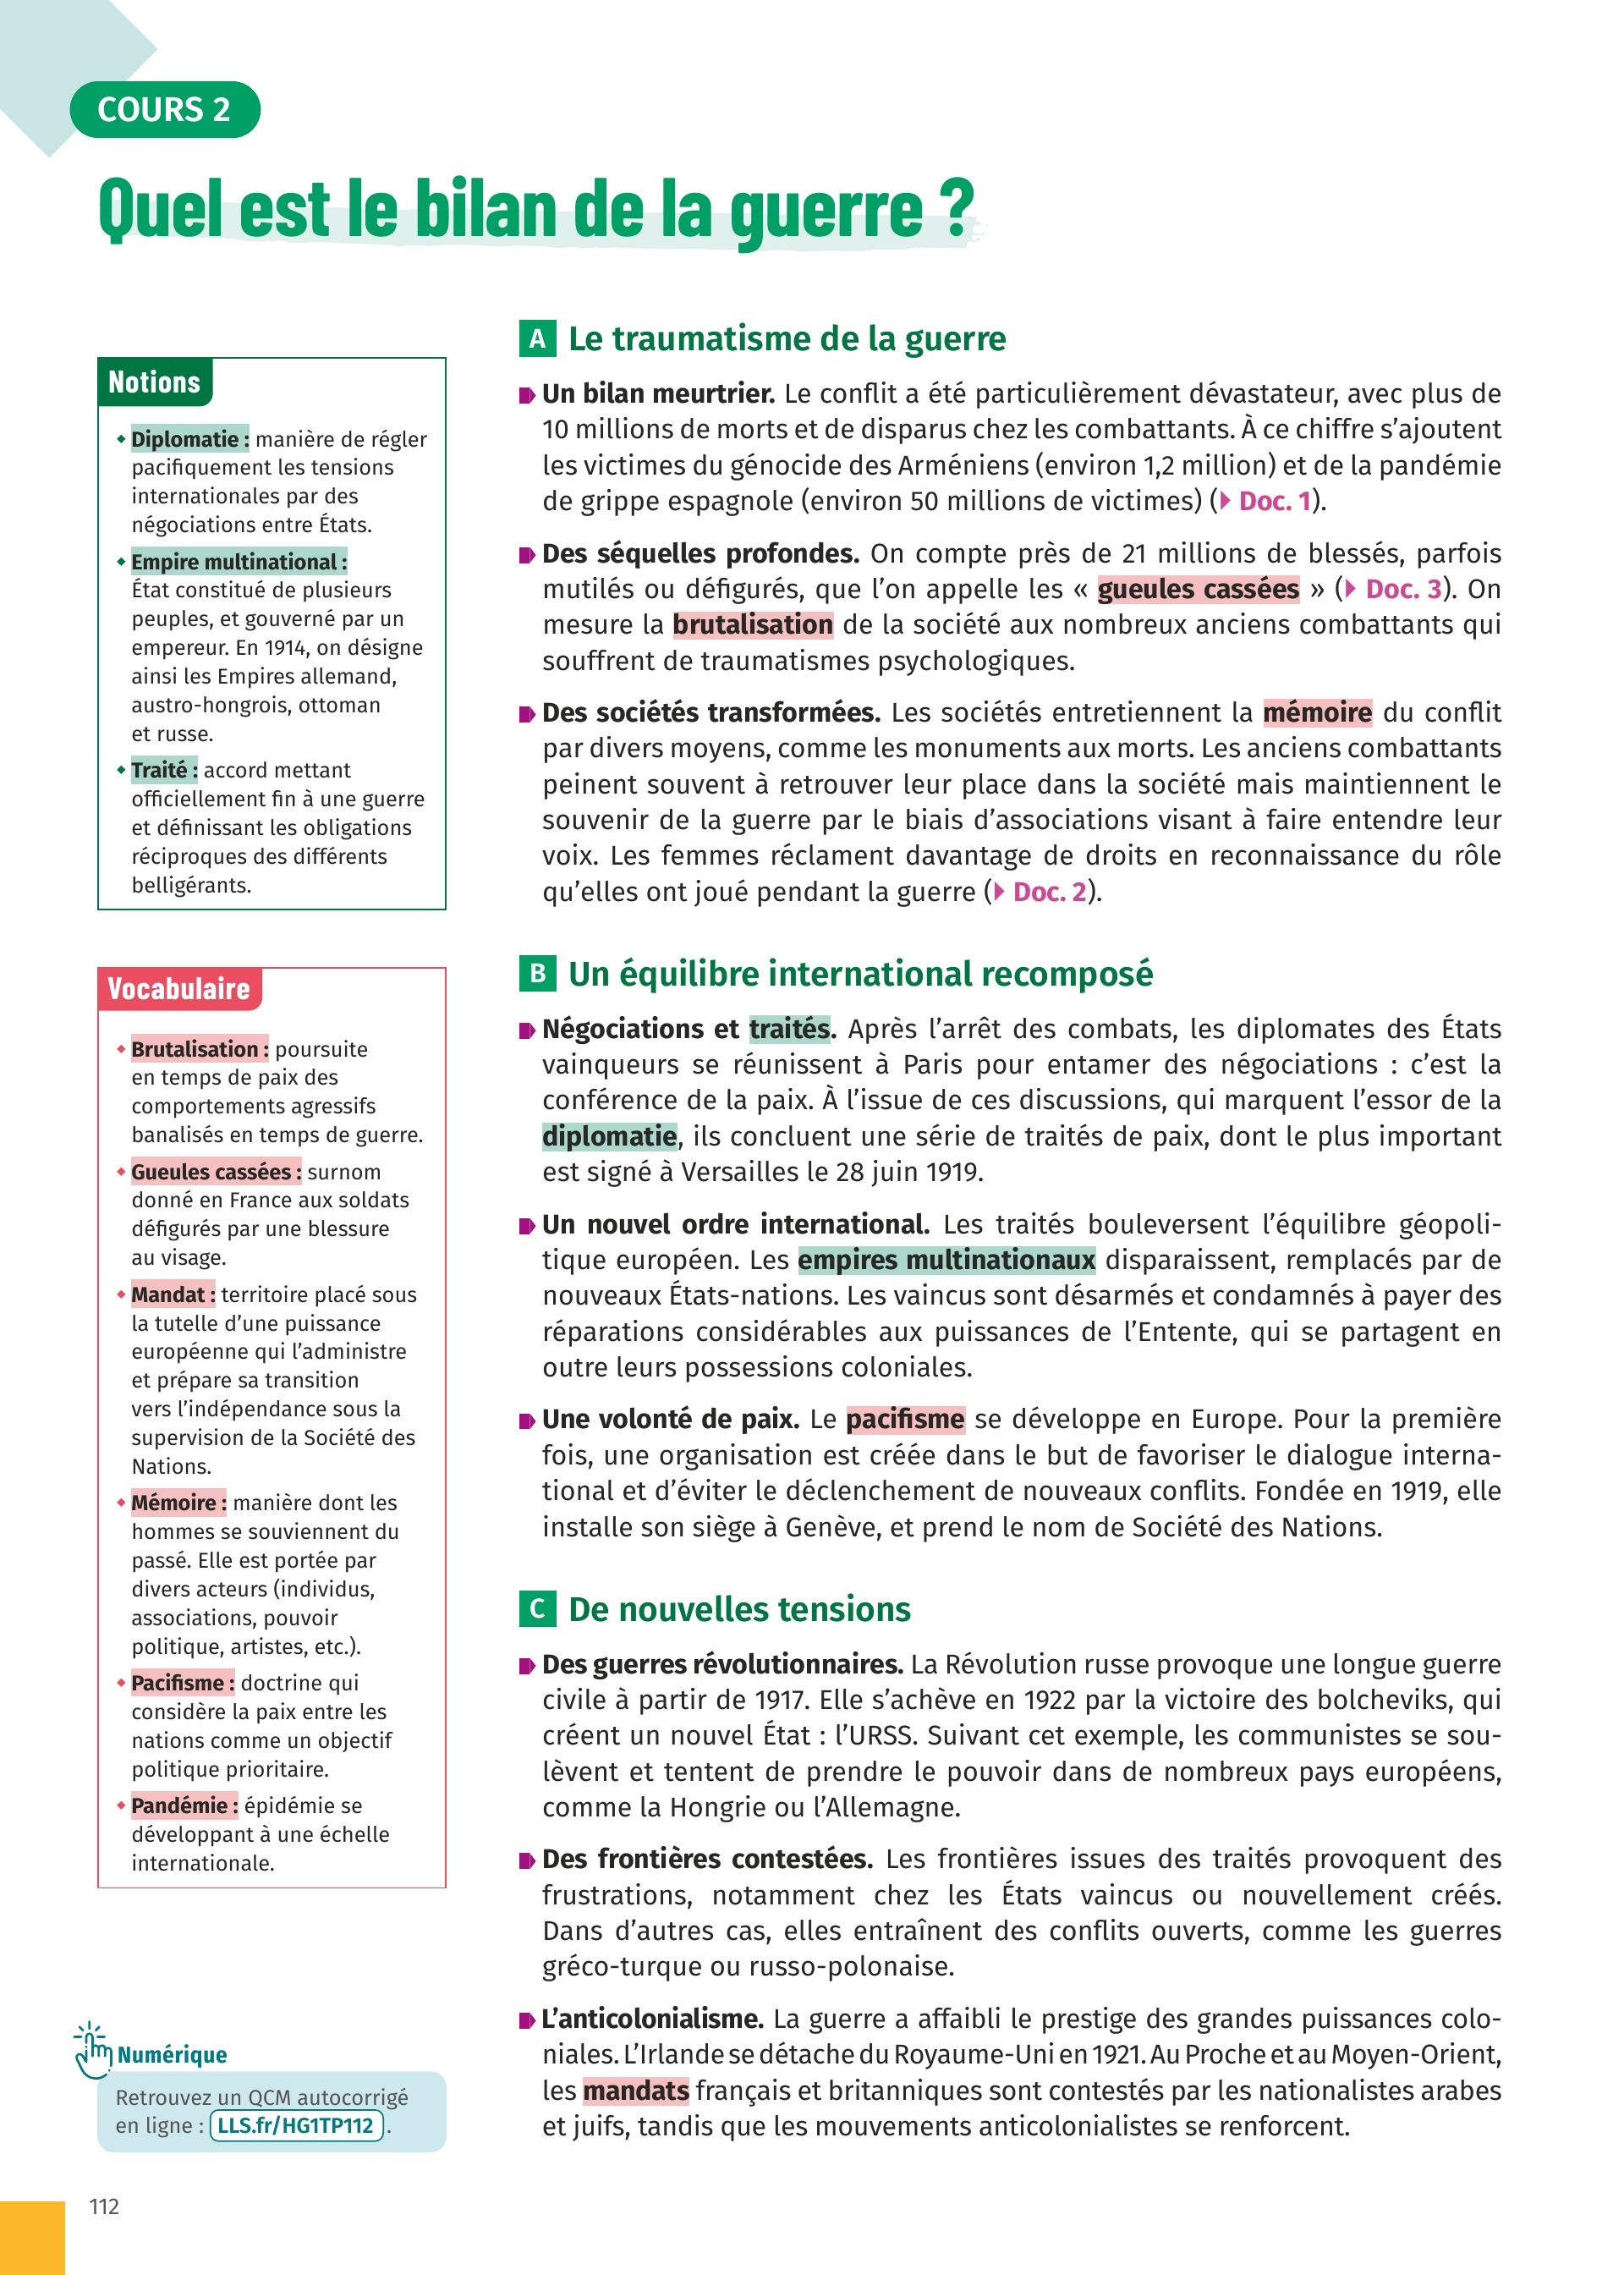 COURS 2
Quel est le bilan de la guerre ?
Notions
Diplomatie : manière de régler
pacifiquement les tensions
internationales par des
négociations entre États.
Empire multinational :
État constitué de plusieurs
peuples, et gouverné par un
empereur. En 1914, on désigne
ainsi les Empires allemand,
austro-hongrois, ottoman
et russe.
Traité : accord mettant
officiellement fin à une guerre
et définissant les obligations
réciproques des différents
belligérants.
Vocabulaire
Brutalisation : poursuite
en temps de paix des
comportements agressifs
banalisés en temps de guerre.
Gueules cassées : surnom
donné en France aux soldats
défigurés par une blessure
au visage.
Mandat : territoire placé sous
la tutelle d’une puissance
européenne qui l’administre
et prépare sa transition
vers l’indépendance sous la
supervision de la Société des
Nations.
Mémoire : manière dont les
hommes se souviennent du
passé. Elle est portée par
divers acteurs (individus,
associations, pouvoir
politique, artistes, etc.).
Pacifisme : doctrine qui
considère la paix entre les
nations comme un objectif
politique prioritaire.
Pandémie : épidémie se
développant à une échelle
internationale.
Numérique
Retrouvez un QCM autocorrigé
en ligne : LLS.fr/HG1TP112 .
A Le traumatisme de la guerre
Un bilan meurtrier. Le conflit a été particulièrement dévastateur, avec plus de
10 millions de morts et de disparus chez les combattants. À ce chiffre s’ajoutent
les victimes du génocide des Arméniens (environ 1,2 million) et de la pandémie
de grippe espagnole (environ 50 millions de victimes) (Doc. 1).
Des séquelles profondes. On compte près de 21 millions de blessés, parfois
mutilés ou défigurés, que l’on appelle les « gueules cassées » (Doc. 3). On
mesure la brutalisation de la société aux nombreux anciens combattants qui
souffrent de traumatismes psychologiques.
Des sociétés transformées. Les sociétés entretiennent la mémoire du conflit
par divers moyens, comme les monuments aux morts. Les anciens combattants
peinent souvent à retrouver leur place dans la société mais maintiennent le
souvenir de la guerre par le biais d’associations visant à faire entendre leur
voix. Les femmes réclament davantage de droits en reconnaissance du rôle
qu’elles ont joué pendant la guerre (Doc. 2).
B Un équilibre international recomposé
Négociations et traités. Après l’arrêt des combats, les diplomates des États
vainqueurs se réunissent à Paris pour entamer des négociations : c’est la
conférence de la paix. À l’issue de ces discussions, qui marquent l’essor de la
diplomatie, ils concluent une série de traités de paix, dont le plus important
est signé à Versailles le 28 juin 1919.
Un nouvel ordre international. Les traités bouleversent l’équilibre géopoli-
tique européen. Les empires multinationaux disparaissent, remplacés par de
nouveaux États-nations. Les vaincus sont désarmés et condamnés à payer des
réparations considérables aux puissances de l’Entente, qui se partagent en
outre leurs possessions coloniales.
Une volonté de paix. Le pacifisme se développe en Europe. Pour la première
fois, une organisation est créée dans le but de favoriser le dialogue interna-
tional et d’éviter le déclenchement de nouveaux conflits. Fondée en 1919, elle
installe son siège à Genève, et prend le nom de Société des Nations.
C De nouvelles tensions
Des guerres révolutionnaires. La Révolution russe provoque une longue guerre
civile à partir de 1917. Elle s’achève en 1922 par la victoire des bolcheviks, qui
créent un nouvel État : l’URSS. Suivant cet exemple, les communistes se sou-
lèvent et tentent de prendre le pouvoir dans de nombreux pays européens,
comme la Hongrie ou l’Allemagne.
Des frontières contestées. Les frontières issues des traités provoquent des
frustrations, notamment chez les États vaincus ou nouvellement créés.
Dans d’autres cas, elles entraînent des conflits ouverts, comme les guerres
gréco-turque ou russo-polonaise.
L’anticolonialisme. La guerre a affaibli le prestige des grandes puissances colo-
niales. L’Irlande se détache du Royaume-Uni en 1921. Au Proche et au Moyen-Orient,
les mandats français et britanniques sont contestés par les nationalistes arabes
et juifs, tandis que les mouvements anticolonialistes se renforcent.
112